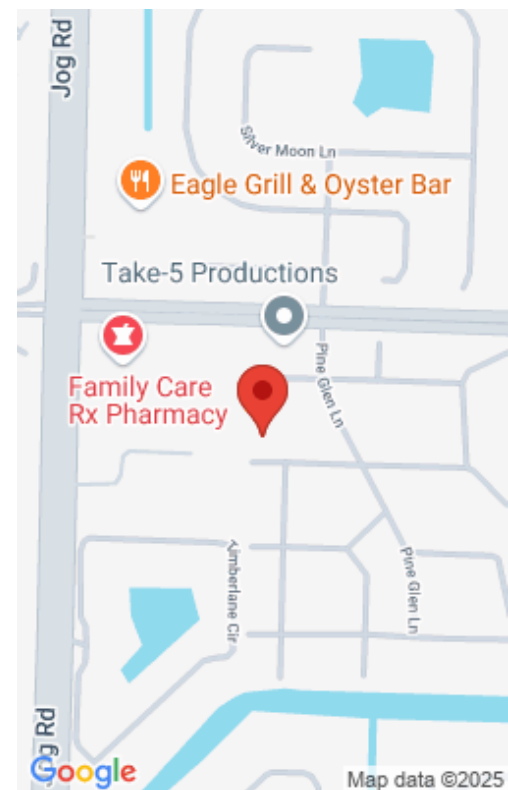 Jog Rd
Silver Moon Ln
Eagle Grill & Oyster Bar
Take-5 Productions
Family Care
Rx Pharmacy
Pine Glen Ln
Kimberlane Cir
Pine Glen Ln
Jog Rd
Google
Map data ©2025